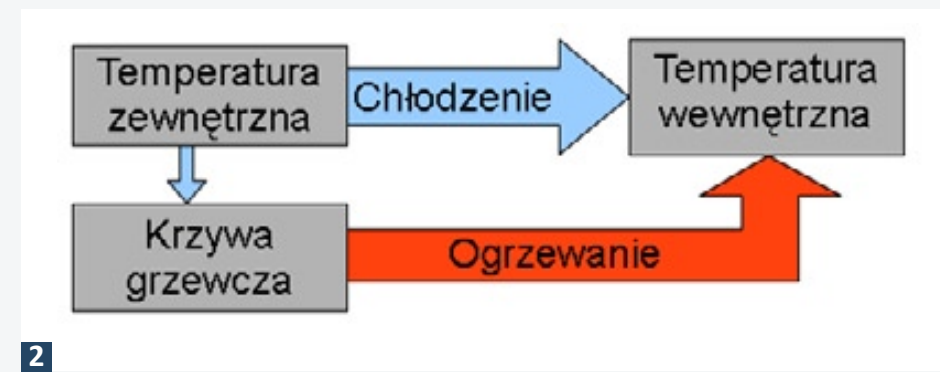 Temperatura
zewnętrzna
Chłodzenie
Temperatura
wewnętrzna
Krzywa
grzewcza
Ogrzewanie
2